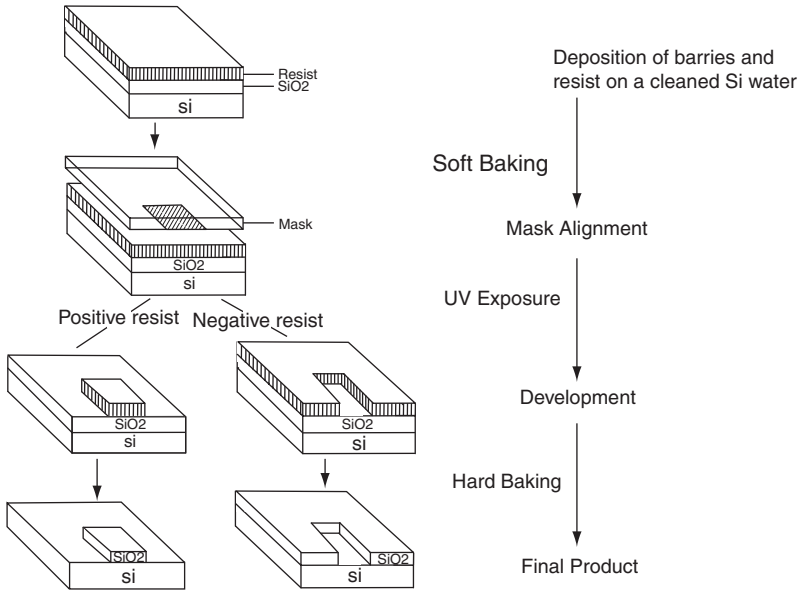 Resist
SiO2
si
Mask
SiO2
si
Positive resist
Negative resist
SiO2
si
SiO2
si
SiO2
si
SiO2
si
Deposition of barries and
resist on a cleaned Si water
Soft Baking
Mask Alignment
UV Exposure
Development
Hard Baking
Final Product